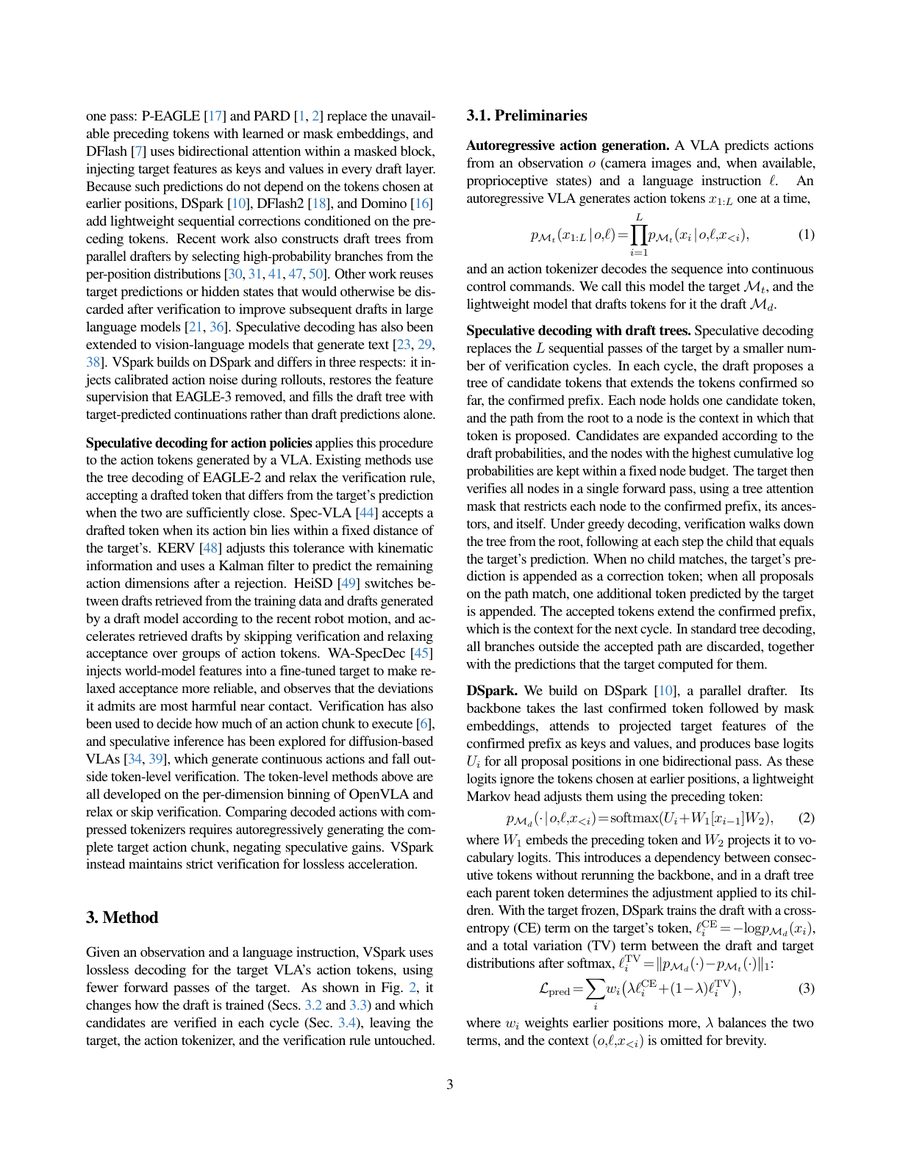 one pass: P-EAGLE [17] and PARD [1, 2] replace the unavail-
able preceding tokens with learned or mask embeddings, and
DFlash [7] uses bidirectional attention within a masked block,
injecting target features as keys and values in every draft layer.
Because such predictions do not depend on the tokens chosen at
earlier positions, DSpark [10], DFlash2 [18], and Domino [16]
add lightweight sequential corrections conditioned on the pre-
ceding tokens. Recent work also constructs draft trees from
parallel drafters by selecting high-probability branches from the
per-position distributions [30, 31, 41, 47, 50]. Other work reuses
target predictions or hidden states that would otherwise be dis-
carded after verification to improve subsequent drafts in large
language models [21, 36]. Speculative decoding has also been
extended to vision-language models that generate text [23, 29,
38]. VSpark builds on DSpark and differs in three respects: it in-
jects calibrated action noise during rollouts, restores the feature
supervision that EAGLE-3 removed, and fills the draft tree with
target-predicted continuations rather than draft predictions alone.
Speculative decoding for action policies applies this procedure
to the action tokens generated by a VLA. Existing methods use
the tree decoding of EAGLE-2 and relax the verification rule,
accepting a drafted token that differs from the target's prediction
when the two are sufficiently close. Spec-VLA [44] accepts a
drafted token when its action bin lies within a fixed distance of
the target's. KERV [48] adjusts this tolerance with kinematic
information and uses a Kalman filter to predict the remaining
action dimensions after a rejection. HeiSD [49] switches be-
tween drafts retrieved from the training data and drafts generated
by a draft model according to the recent robot motion, and ac-
celerates retrieved drafts by skipping verification and relaxing
acceptance over groups of action tokens. WA-SpecDec [45]
injects world-model features into a fine-tuned target to make re-
laxed acceptance more reliable, and observes that the deviations
it admits are most harmful near contact. Verification has also
been used to decide how much of an action chunk to execute [6],
and speculative inference has been explored for diffusion-based
VLAs [34, 39], which generate continuous actions and fall out-
side token-level verification. The token-level methods above are
all developed on the per-dimension binning of OpenVLA and
relax or skip verification. Comparing decoded actions with com-
pressed tokenizers requires autoregressively generating the com-
plete target action chunk, negating speculative gains. VSpark
instead maintains strict verification for lossless acceleration.
3. Method
Given an observation and a language instruction, VSpark uses
lossless decoding for the target VLA's action tokens, using
fewer forward passes of the target. As shown in Fig. 2, it
changes how the draft is trained (Secs. 3.2 and 3.3) and which
candidates are verified in each cycle (Sec. 3.4), leaving the
target, the action tokenizer, and the verification rule untouched.
3.1. Preliminaries
Autoregressive action generation. A VLA predicts actions
from an observation o (camera images and, when available,
proprioceptive states) and a language instruction ℓ. An
autoregressive VLA generates action tokens x_{1:L} one at a time,
p_{M_t}(x_{1:L} | o,ℓ) = ∏_{i=1}^{L} p_{M_t}(x_i | o,ℓ,x_{<i}), (1)
and an action tokenizer decodes the sequence into continuous
control commands. We call this model the target M_t, and the
lightweight model that drafts tokens for it the draft M_d.
Speculative decoding with draft trees. Speculative decoding
replaces the L sequential passes of the target by a smaller num-
ber of verification cycles. In each cycle, the draft proposes a
tree of candidate tokens that extends the tokens confirmed so
far, the confirmed prefix. Each node holds one candidate token,
and the path from the root to a node is the context in which that
token is proposed. Candidates are expanded according to the
draft probabilities, and the nodes with the highest cumulative log
probabilities are kept within a fixed node budget. The target then
verifies all nodes in a single forward pass, using a tree attention
mask that restricts each node to the confirmed prefix, its ances-
tors, and itself. Under greedy decoding, verification walks down
the tree from the root, following at each step the child that equals
the target's prediction. When no child matches, the target's pre-
diction is appended as a correction token; when all proposals
on the path match, one additional token predicted by the target
is appended. The accepted tokens extend the confirmed prefix,
which is the context for the next cycle. In standard tree decoding,
all branches outside the accepted path are discarded, together
with the predictions that the target computed for them.
DSpark. We build on DSpark [10], a parallel drafter. Its
backbone takes the last confirmed token followed by mask
embeddings, attends to projected target features of the
confirmed prefix as keys and values, and produces base logits
U_i for all proposal positions in one bidirectional pass. As these
logits ignore the tokens chosen at earlier positions, a lightweight
Markov head adjusts them using the preceding token:
p_{M_d}(· | o,ℓ,x_{<i}) = softmax(U_i + W_1[x_{i−1}]W_2), (2)
where W_1 embeds the preceding token and W_2 projects it to vo-
cabulary logits. This introduces a dependency between consec-
utive tokens without rerunning the backbone, and in a draft tree
each parent token determines the adjustment applied to its chil-
dren. With the target frozen, DSpark trains the draft with a cross-
entropy (CE) term on the target's token, ℓ_i^{CE} = −log p_{M_d}(x_i),
and a total variation (TV) term between the draft and target
distributions after softmax, ℓ_i^{TV} = ‖p_{M_d}(·) − p_{M_t}(·)‖_1:
L_{pred} = ∑_i w_i(λℓ_i^{CE} + (1−λ)ℓ_i^{TV}), (3)
where w_i weights earlier positions more, λ balances the two
terms, and the context (o,ℓ,x_{<i}) is omitted for brevity.
3